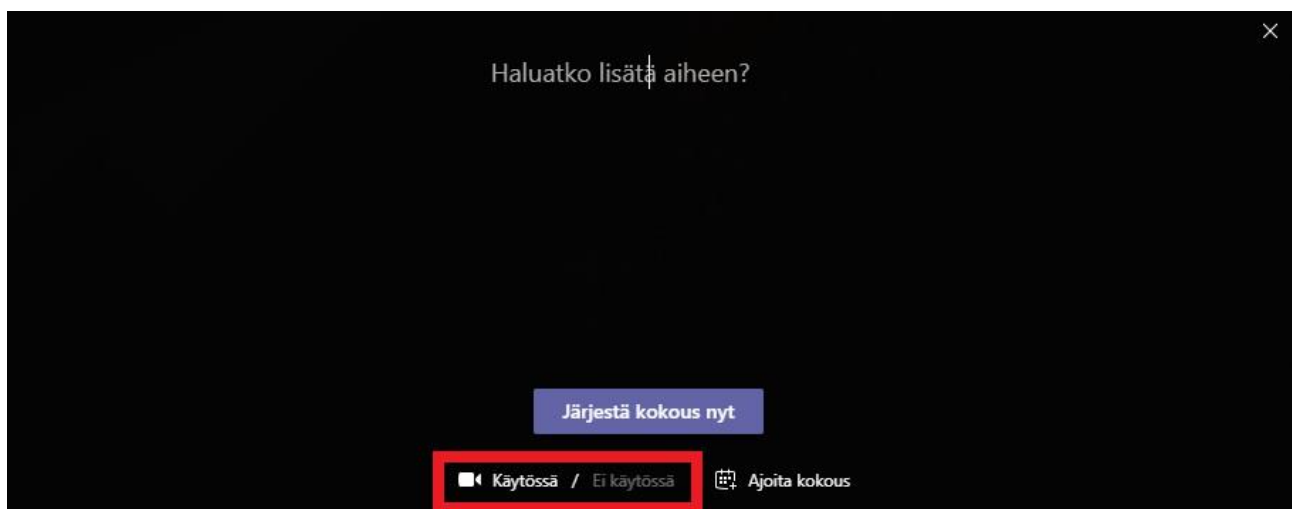 Haluatko lisätä aiheen?
Järjestä kokous nyt
Käytössä / Ei käytössä Ajoita kokous